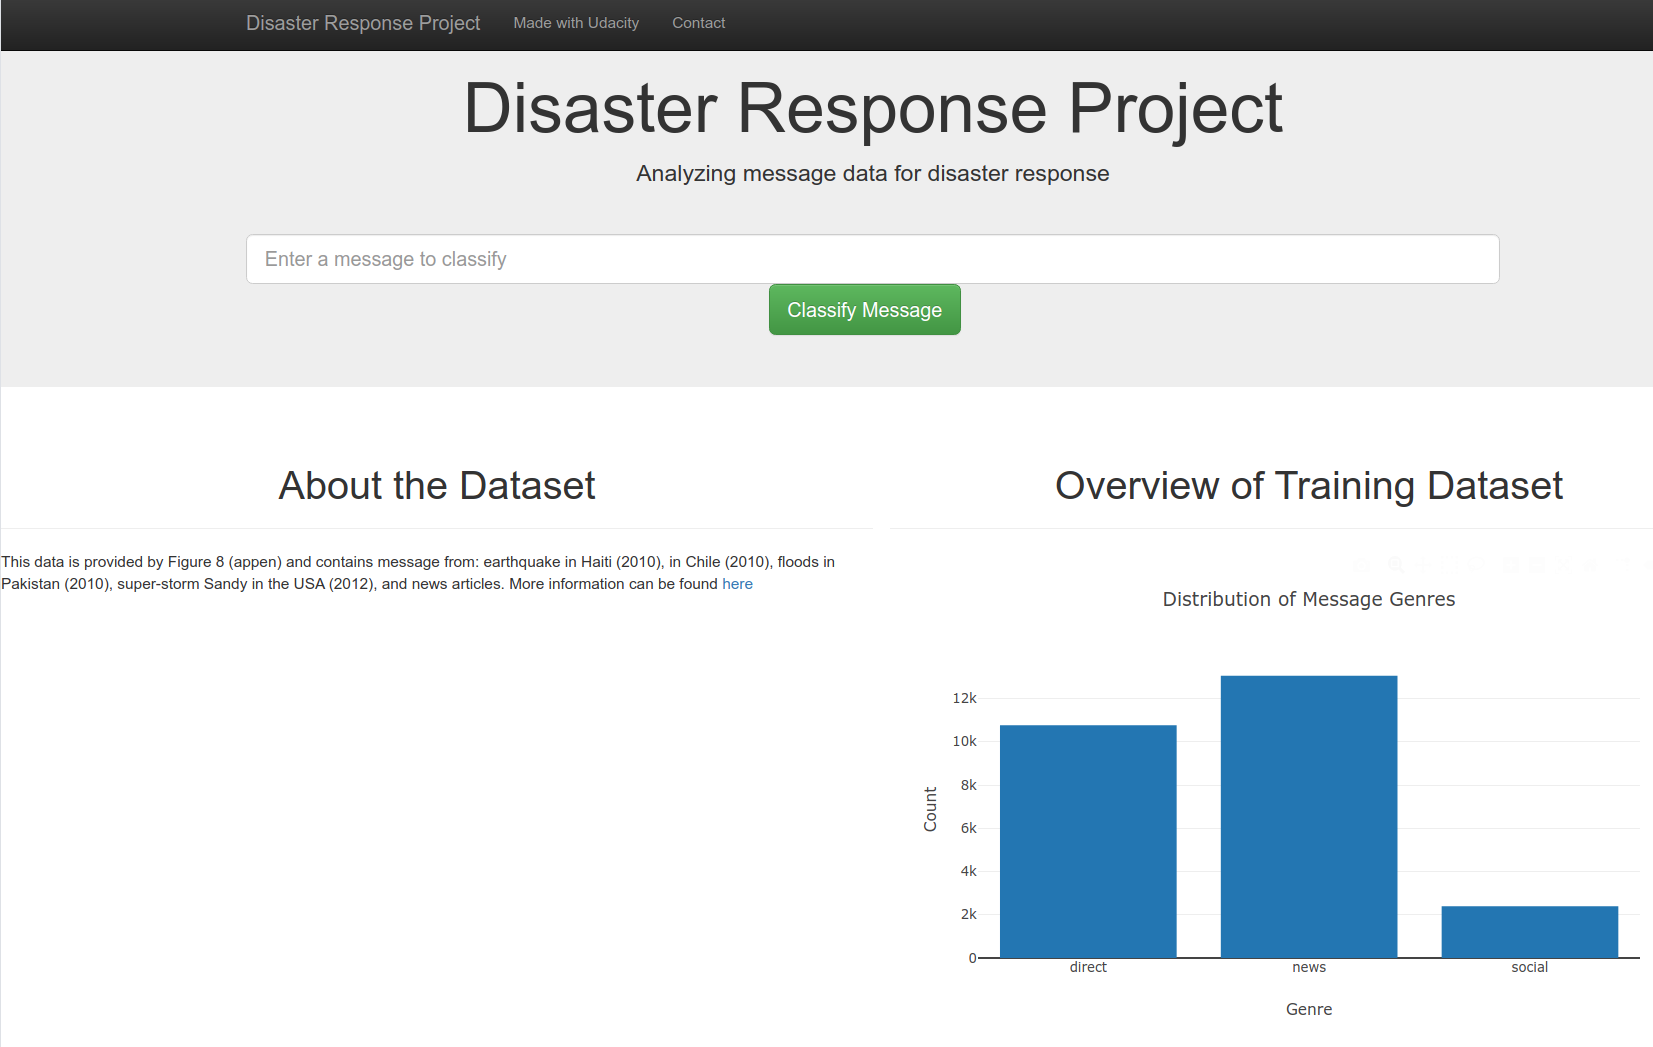 Disaster Response Project Made with Udacity Contact
Disaster Response Project
Analyzing message data for disaster response
Enter a message to classify
Classify Message
About the Dataset
This data is provided by Figure 8 (appen) and contains message from: earthquake in Haiti (2010), in Chile (2010), floods in
Pakistan (2010), super-storm Sandy in the USA (2012), and news articles. More information can be found here
Overview of Training Dataset
Distribution of Message Genres
12k
10k
8k
6k
4k
2k
0
Count
direct news social
Genre